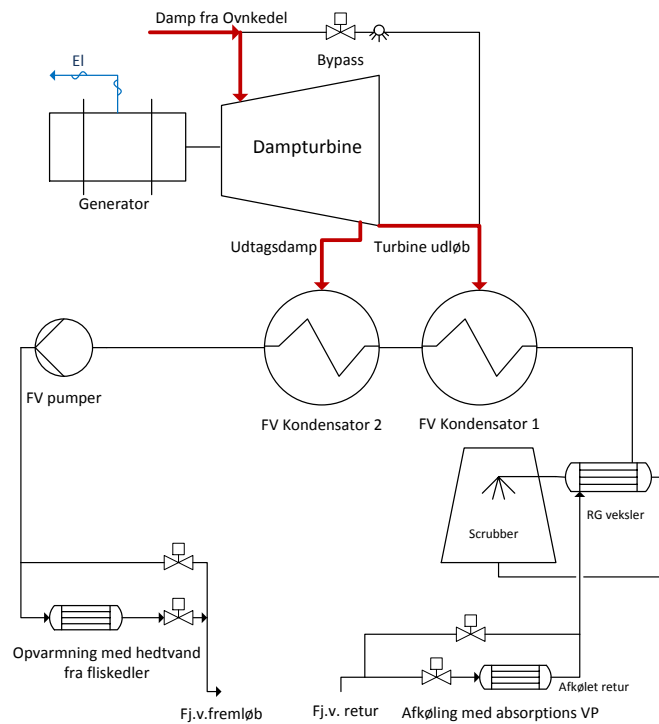 Damp fra Ovnkedel
El
Bypass
Dampturbine
Generator
Udtagsdamp
Turbine udløb
FV pumper
FV Kondensator 2
FV Kondensator 1
RG veksler
Scrubber
Opvarmning med hedtvand
fra fliskedler
Afkølet retur
Fj.v.fremløb
Fj.v. retur
Afkøling med absorptions VP